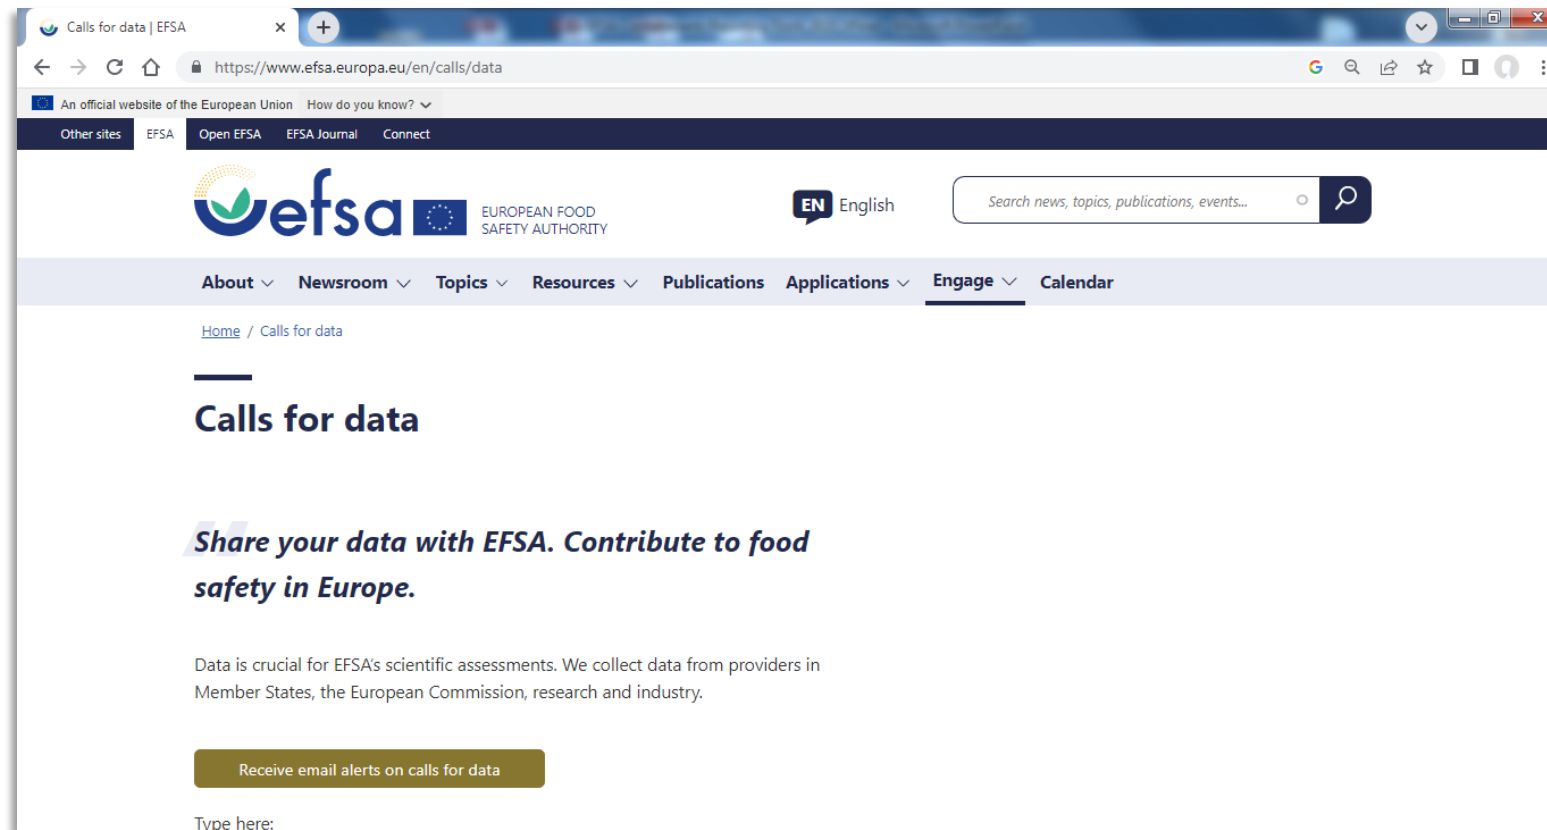 Calls for data | EFSA
https://www.efsa.europa.eu/en/calls/data
An official website of the European Union How do you know?
Other sites EFSA Open EFSA EFSA Journal Connect
efsa EUROPEAN FOOD
SAFETY AUTHORITY
EN English
Search news, topics, publications, events...
About Newsroom Topics Resources Publications Applications Engage Calendar
Home / Calls for data
Calls for data
Share your data with EFSA. Contribute to food
safety in Europe.
Data is crucial for EFSA's scientific assessments. We collect data from providers in
Member States, the European Commission, research and industry.
Receive email alerts on calls for data
Type here: